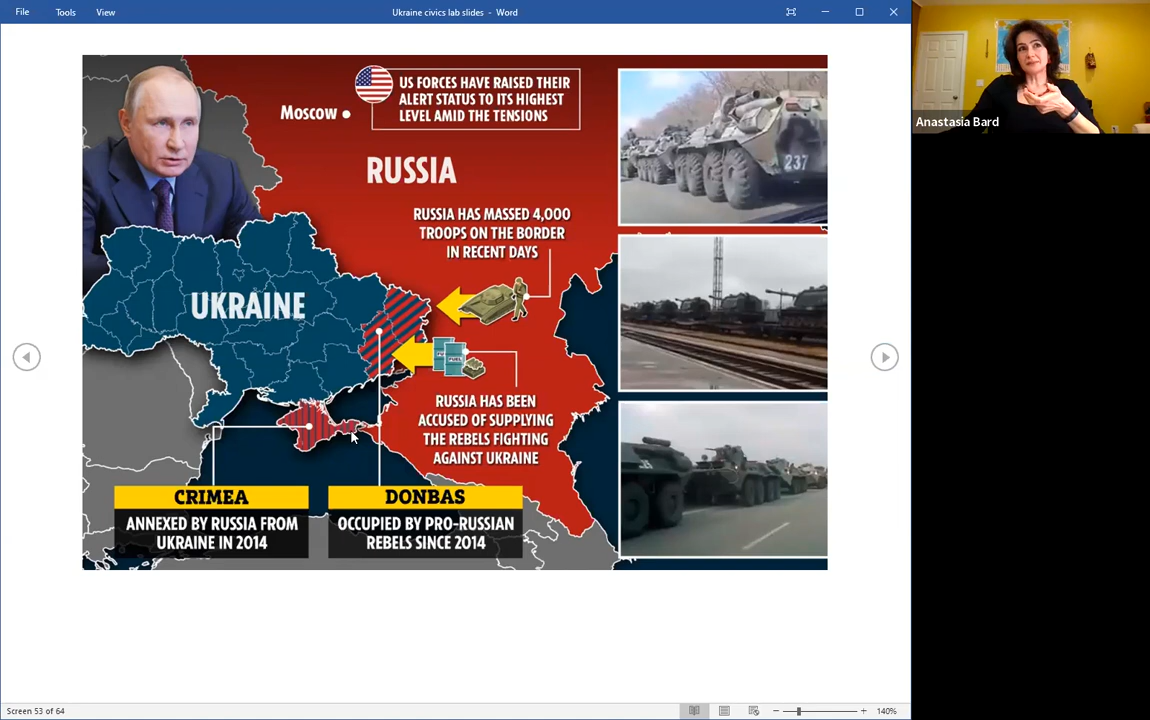 File
Tools
View
Ukraine civics lab slides - Word
Anastasia Bard
Moscow
US FORCES HAVE RAISED THEIR
ALERT STATUS TO ITS HIGHEST
LEVEL AMID THE TENSIONS
RUSSIA
237
RUSSIA HAS MASSED 4,000
TROOPS ON THE BORDER
IN RECENT DAYS
UKRAINE
RUSSIA HAS BEEN
ACCUSED OF SUPPLYING
THE REBELS FIGHTING
AGAINST UKRAINE
CRIMEA
ANNEXED BY RUSSIA FROM
UKRAINE IN 2014
DONBAS
OCCUPIED BY PRO-RUSSIAN
REBELS SINCE 2014
Screen 53 of 64
140%